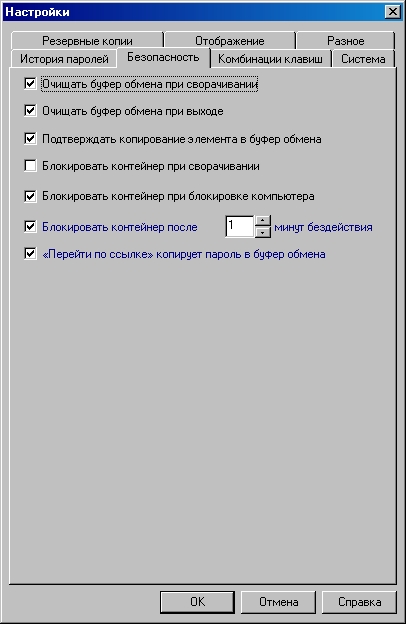 Настройки
Резервные копии Отображение Разное
История паролей Безопасность Комбинации клавиш Система
Очищать буфер обмена при сворачивании
Очищать буфер обмена при выходе
Подтверждать копирование элемента в буфер обмена
Блокировать контейнер при сворачивании
Блокировать контейнер при блокировке компьютера
Блокировать контейнер после 1 минут бездействия
«Перейти по ссылке» копирует пароль в буфер обмена
OK Отмена Справка